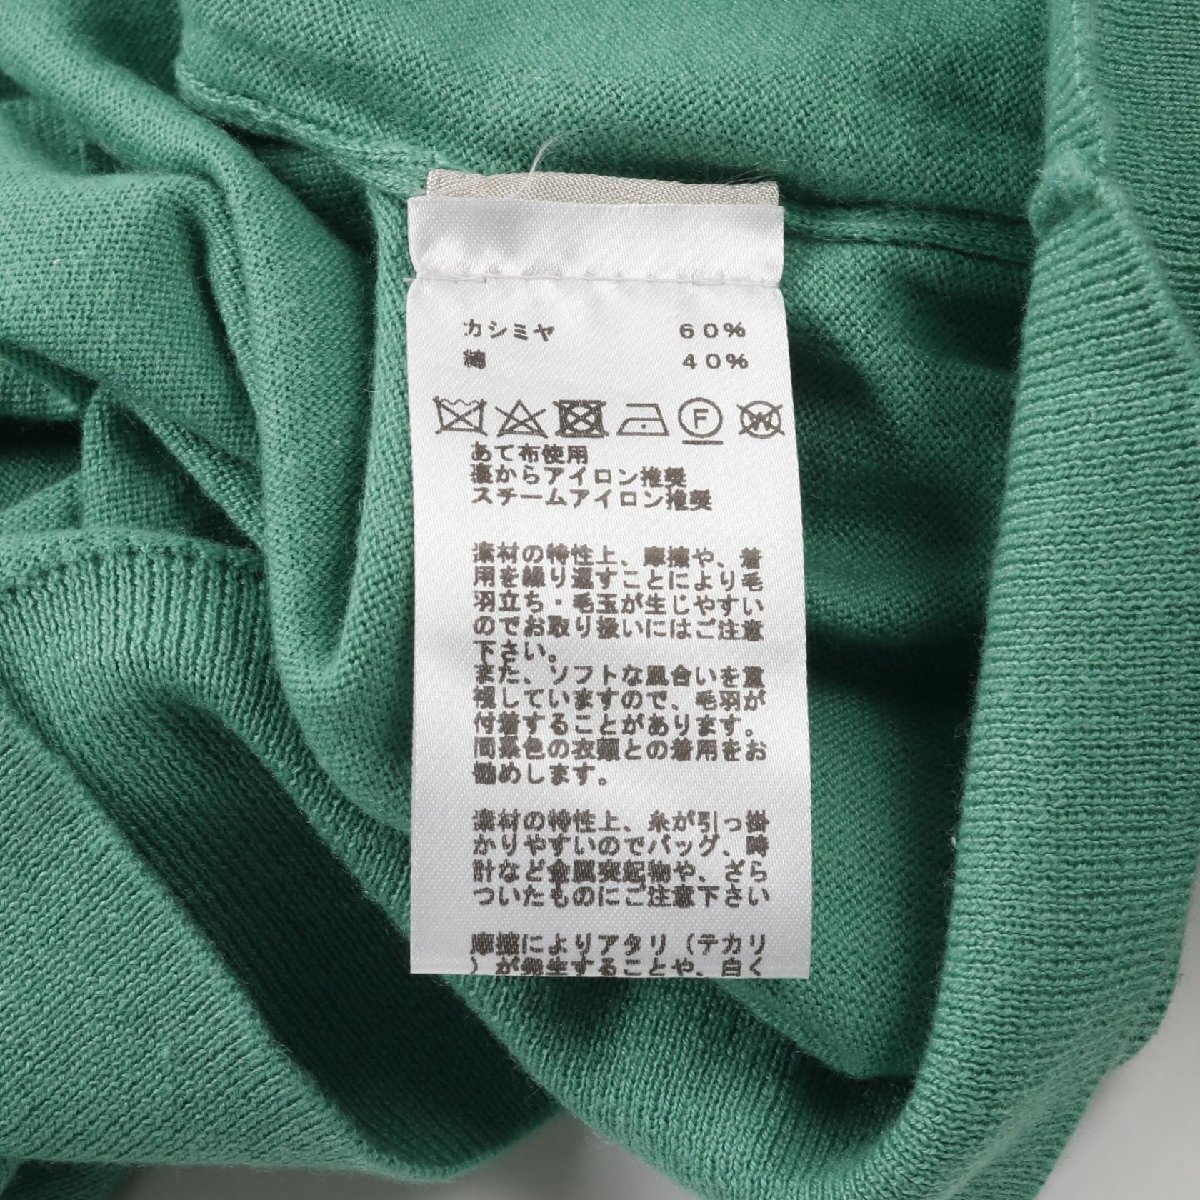 カシミヤ 60%
綿 40%
F W
あて布使用
裏からアイロン推奨
スチームアイロン推奨
素材の特性上、摩擦や、着
用を繰り返すことにより毛
羽立ち・毛玉が生じやすい
のでお取り扱いにはご注意
下さい。
また、ソフトな風合いを重
視していますので、毛羽が
付着することがあります。
同系色の衣類との着用をお
勧めします。
素材の特性上、糸が引っ掛
かりやすいのでバッグ、時
計など金属突起物や、ざら
ついたものにご注意下さい
摩擦によりアタリ(テカリ
)が発生することや、白く